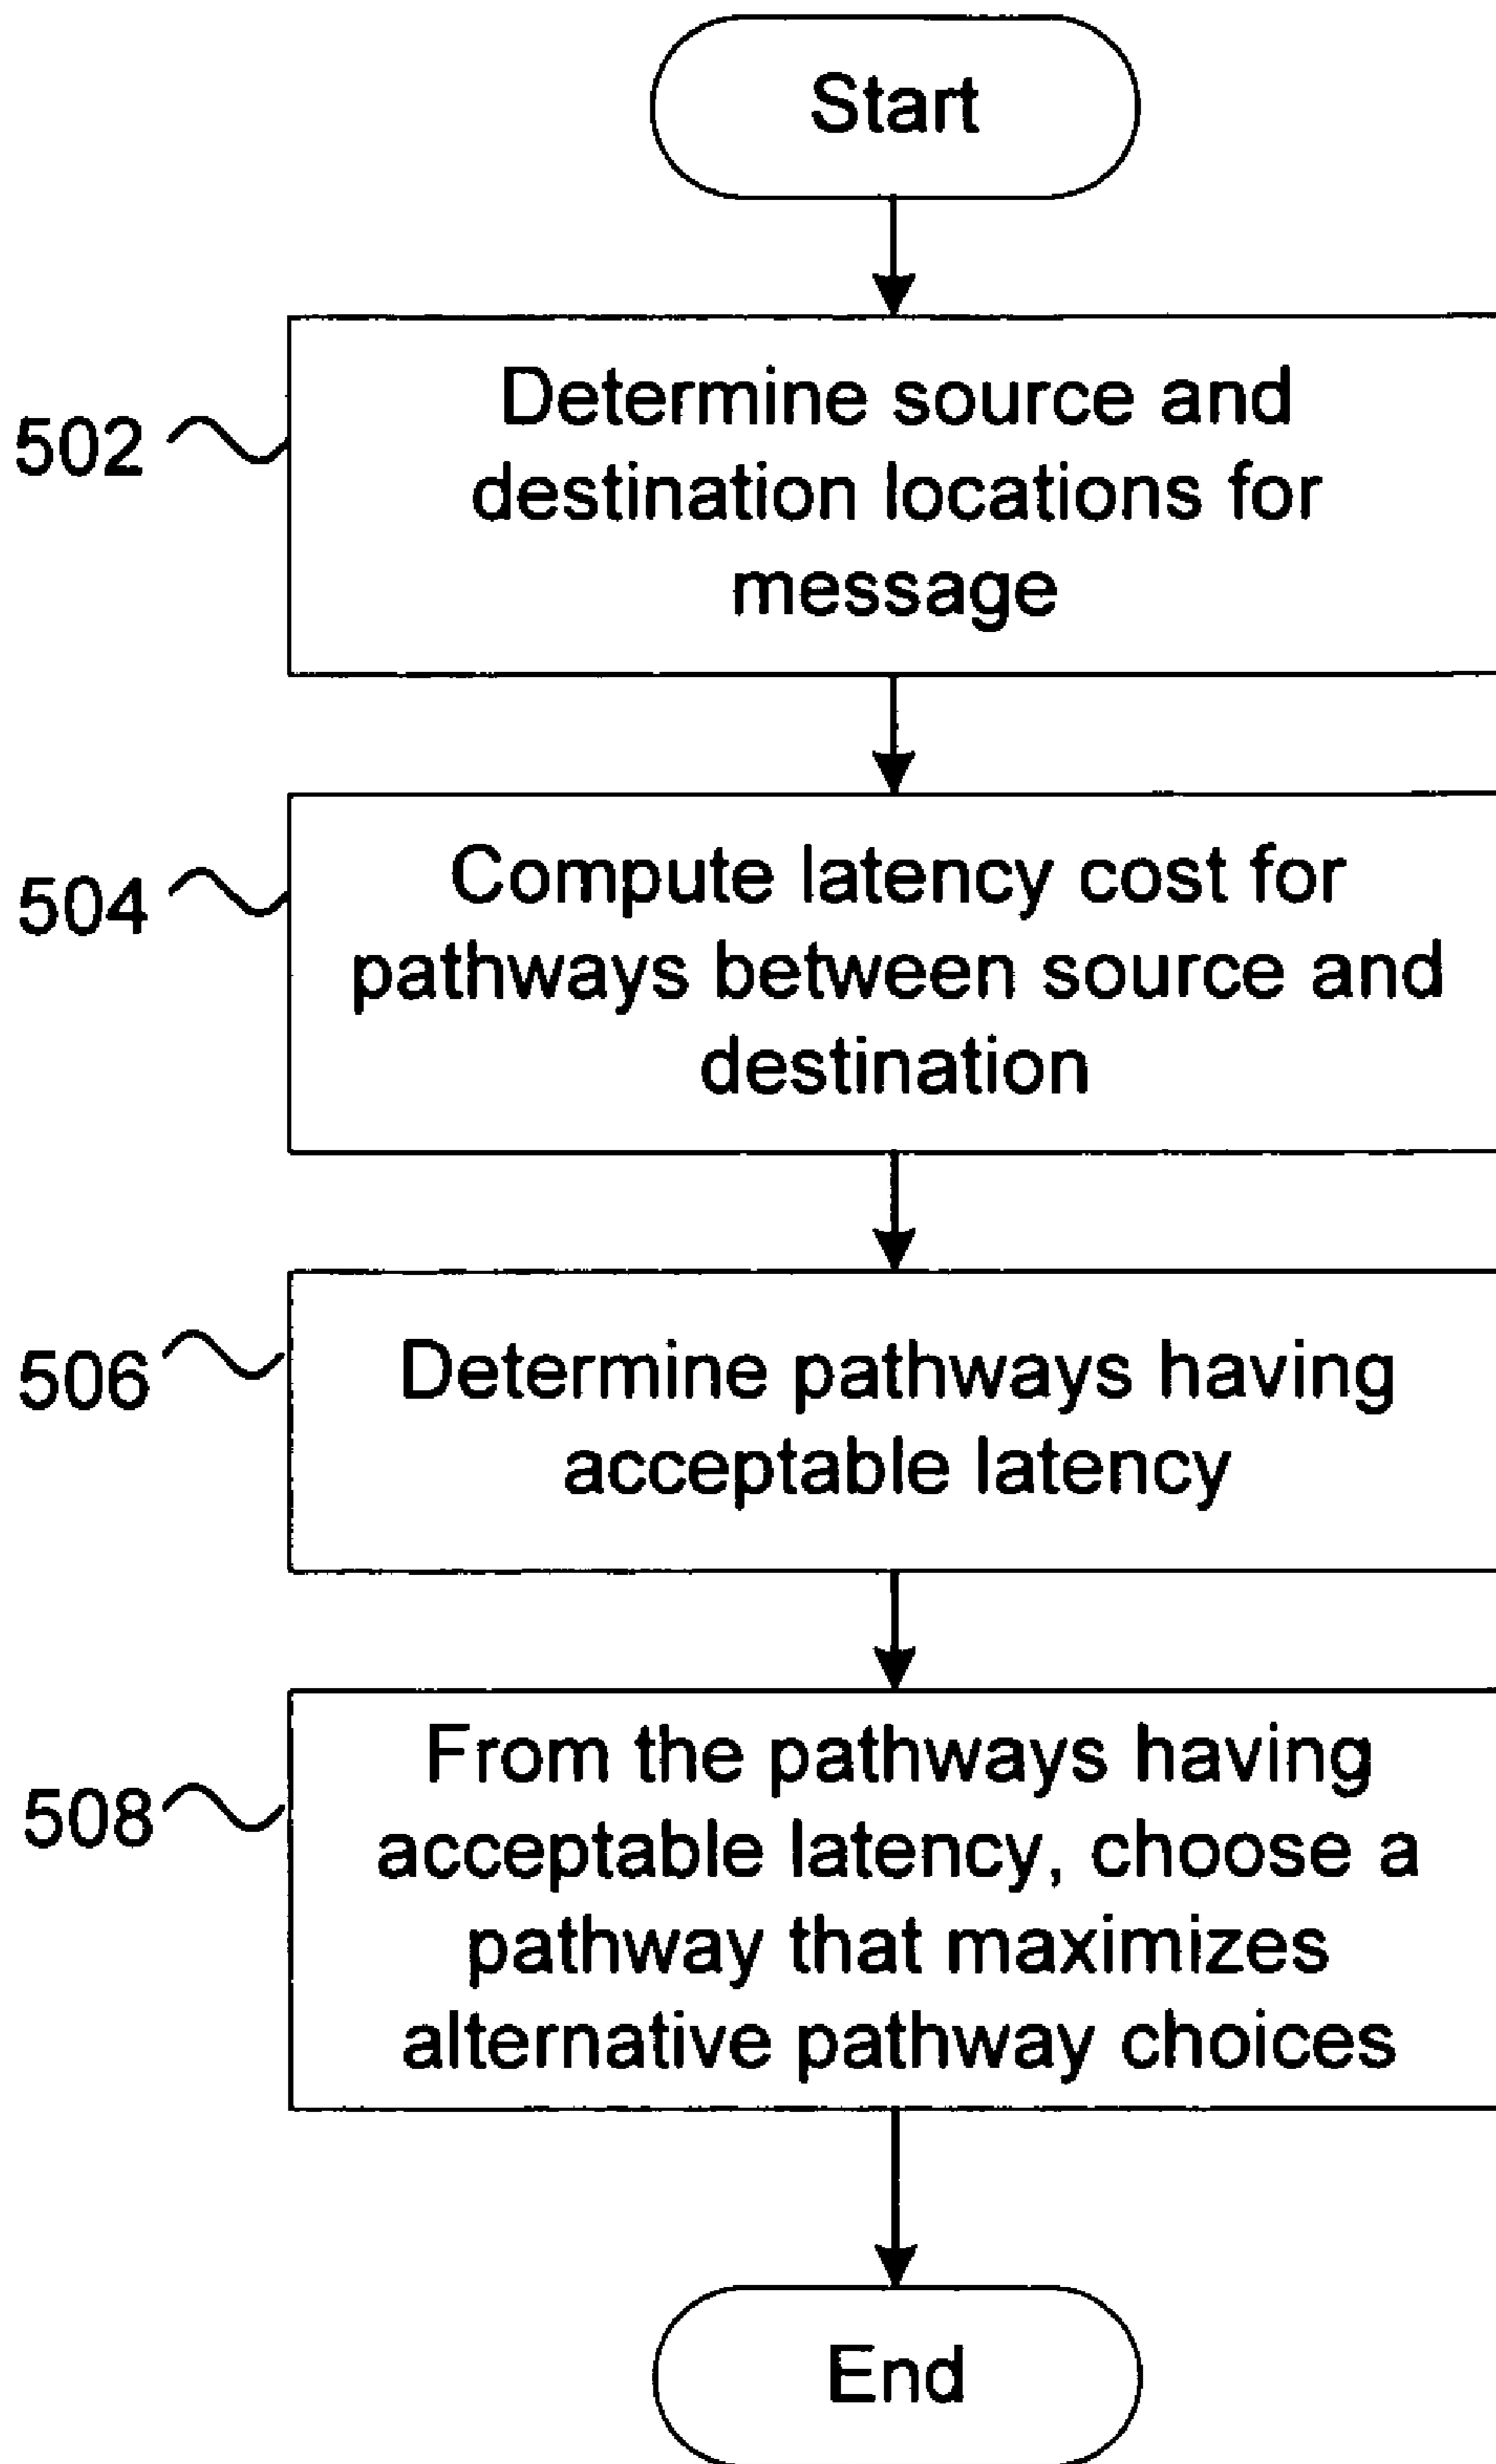 Start
502
Determine source and
destination locations for
message
504
Compute latency cost for
pathways between source and
destination
506
Determine pathways having
acceptable latency
508
From the pathways having
acceptable latency, choose a
pathway that maximizes
alternative pathway choices
End